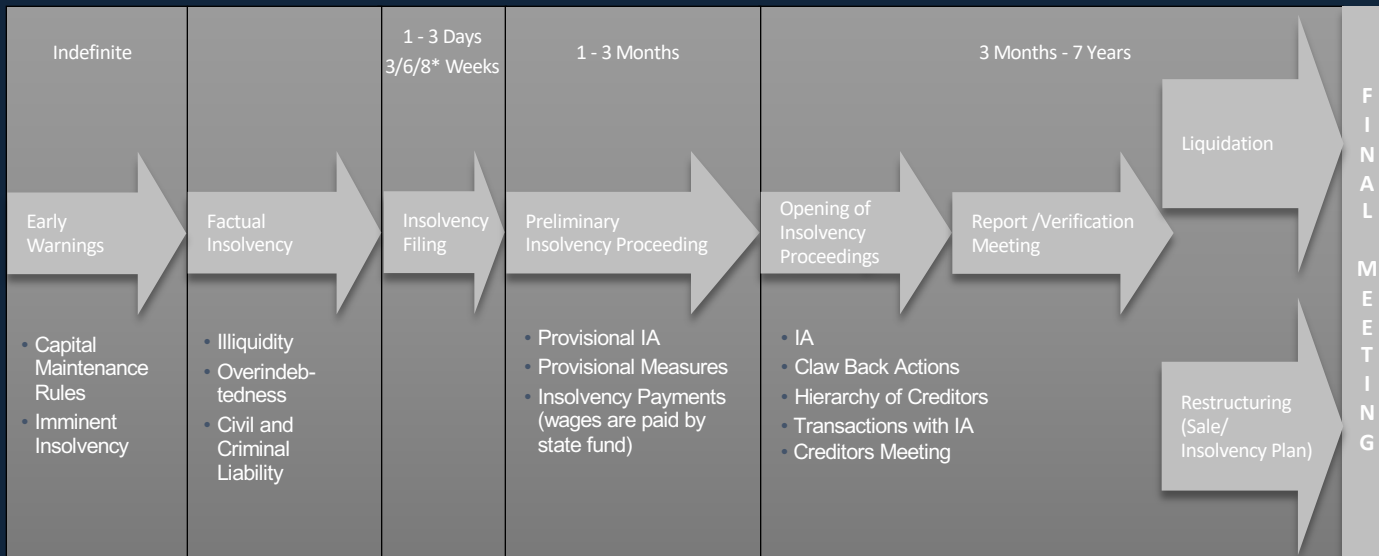 Indefinite
1 - 3 Days
3/6/8* Weeks
1 - 3 Months
3 Months - 7 Years
Early
Warnings
Factual
Insolvency
Insolvency
Filing
Preliminary
Insolvency Proceeding
Opening of
Insolvency
Proceedings
Report /Verification
Meeting
Liquidation
Restructuring
(Sale/
Insolvency Plan)
• Capital
Maintenance
Rules
• Imminent
Insolvency
• Illiquidity
• Overindeb-
tedness
• Civil and
Criminal
Liability
• Provisional IA
• Provisional Measures
• Insolvency Payments
(wages are paid by
state fund)
• IA
• Claw Back Actions
• Hierarchy of Creditors
• Transactions with IA
• Creditors Meeting
FINAL MEETING